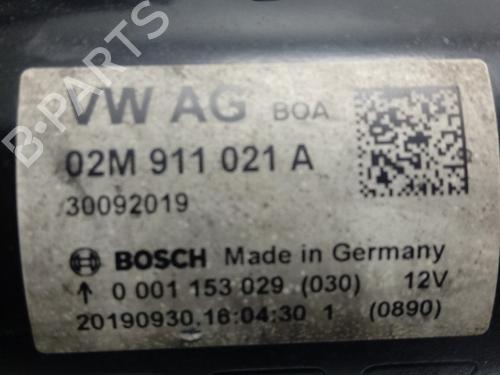 VW AG BOA
02M 911 021 A
30092019
BOSCH Made in Germany
↑ 0 001 153 029 (030) 12V
20190930.16:04:30 1 (0890)